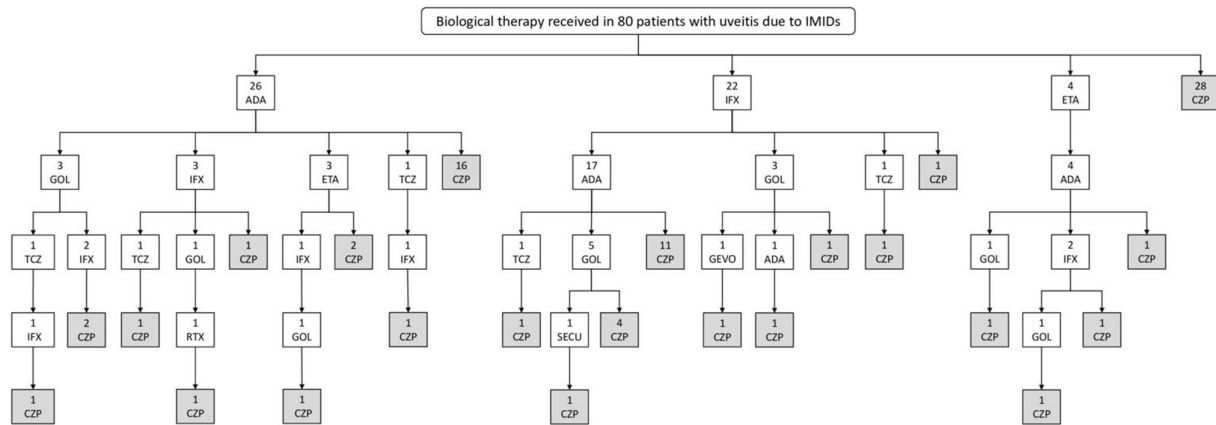 Biological therapy received in 80 patients with uveitis due to IMIDs
26
ADA
22
IFX
4
ETA
28
CZP
3
GOL
3
IFX
3
ETA
1
TCZ
16
CZP
17
ADA
3
GOL
1
TCZ
1
CZP
4
ADA
1
TCZ
2
IFX
1
TCZ
1
GOL
1
CZP
1
IFX
2
CZP
1
IFX
1
TCZ
5
GOL
11
CZP
1
GEVO
1
ADA
1
CZP
1
CZP
1
GOL
2
IFX
1
CZP
1
IFX
2
CZP
1
CZP
1
RTX
1
GOL
1
CZP
1
CZP
1
SECU
4
CZP
1
CZP
1
CZP
1
CZP
1
GOL
1
CZP
1
CZP
1
CZP
1
CZP
1
CZP
1
CZP